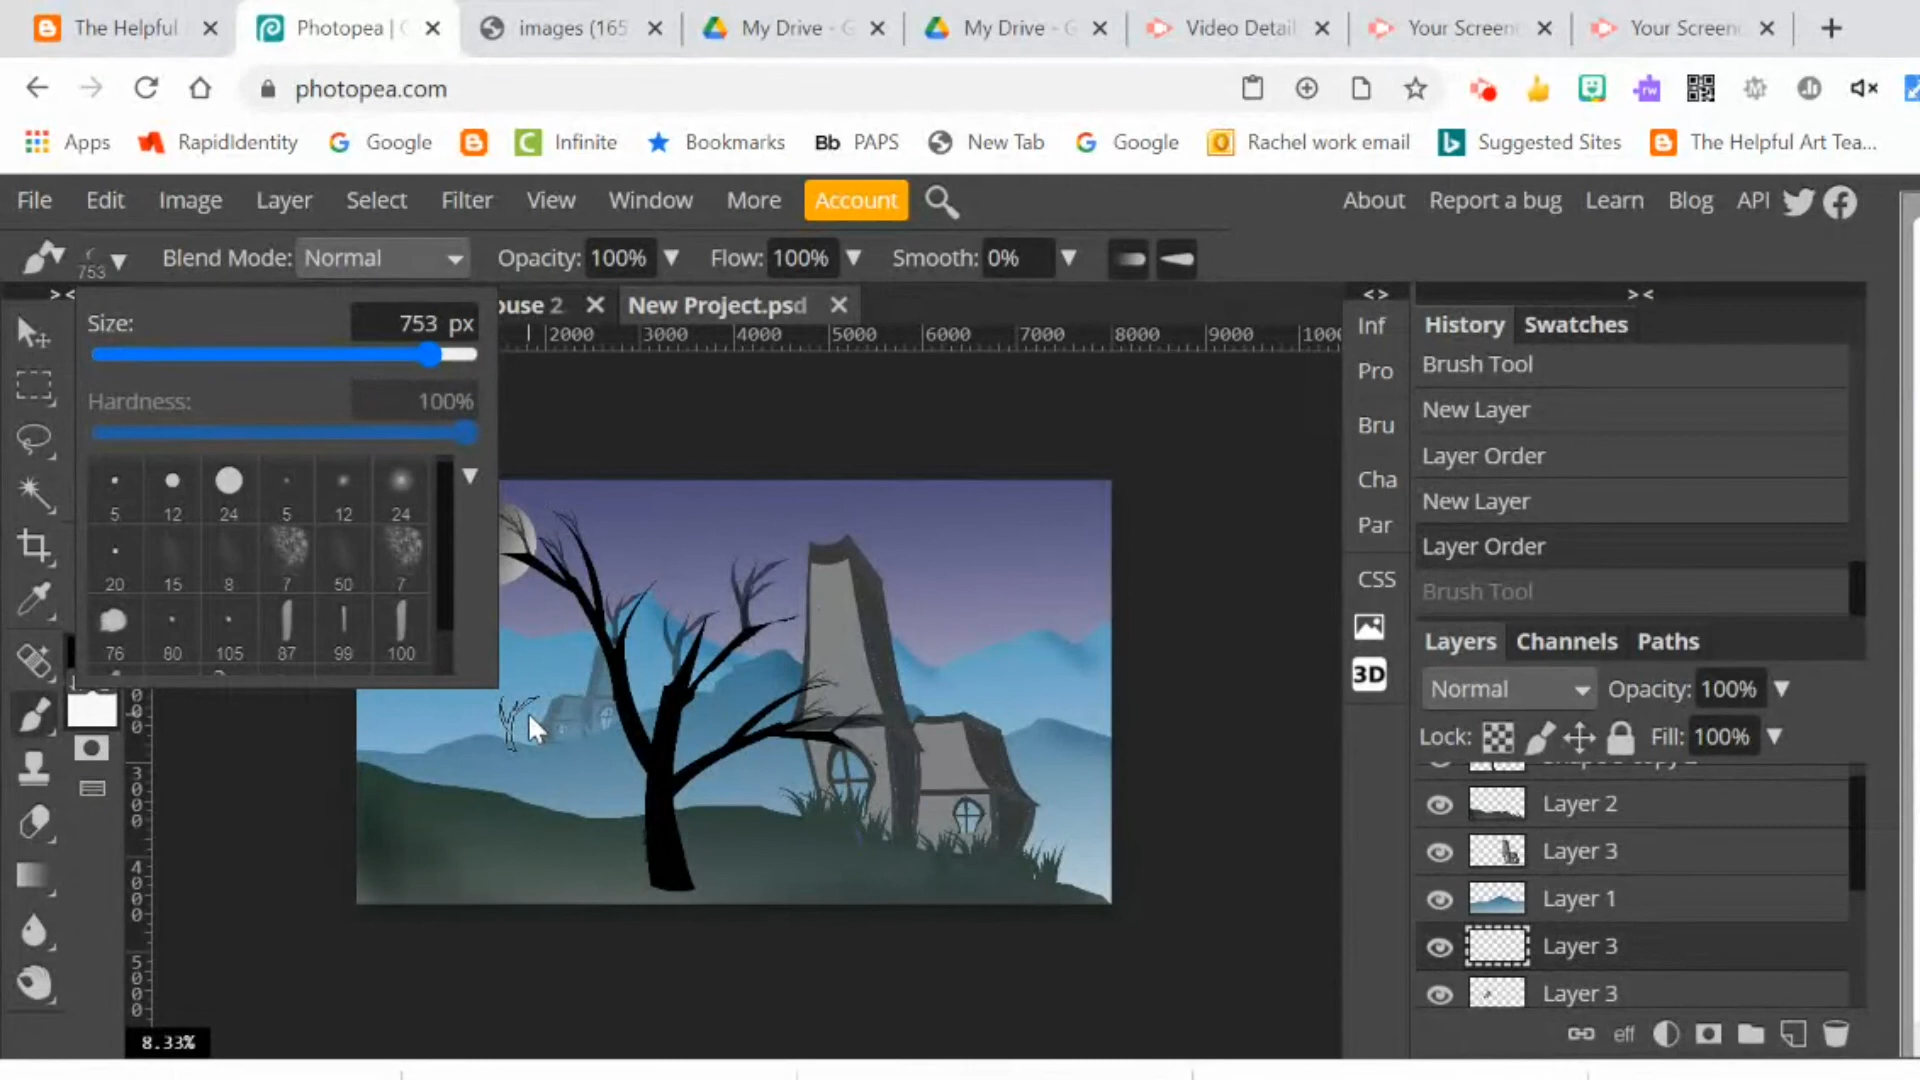 The Helpful
Photopea | C
images (165
My Drive - G
My Drive - G
Video Detail
Your Screen
Your Screen
photopea.com
Apps
RapidIdentity
Google
Infinite
Bookmarks
Bb PAPS
New Tab
Google
Rachel work email
Suggested Sites
The Helpful Art Tea...
File Edit Image Layer Select Filter View Window More Account
About Report a bug Learn Blog API
753
Blend Mode: Normal
Opacity: 100%
Flow: 100%
Smooth: 0%
> <
ouse 2
New Project.psd
< >
> <
Size: 753 px
Hardness: 100%
5 12 24 5 12 24
20 15 8 7 50 7
76 80 105 87 99 100
2000 3000 4000 5000 6000 7000 8000 9000 1000
3000
4000
5000
Inf
Pro
Bru
Cha
Par
CSS
3D
History Swatches
Brush Tool
New Layer
Layer Order
New Layer
Layer Order
Brush Tool
Layers Channels Paths
Normal Opacity: 100%
Lock: Fill: 100%
Layer 2
Layer 3
Layer 1
Layer 3
Layer 3
eff
8.33%